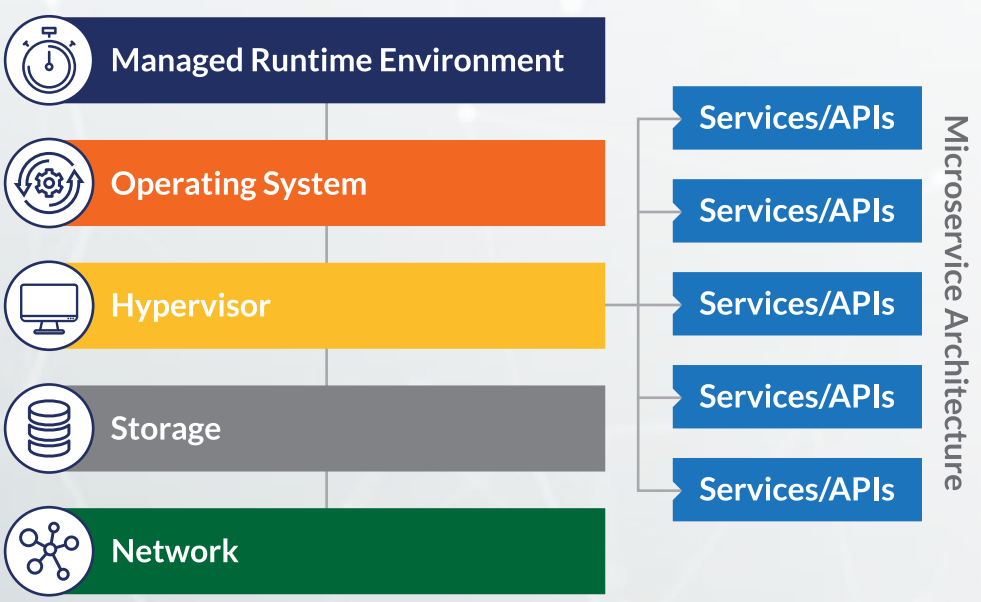 Managed Runtime Environment
Operating System
Hypervisor
Storage
Network
Services/APIs
Services/APIs
Services/APIs
Services/APIs
Services/APIs
Microservice Architecture